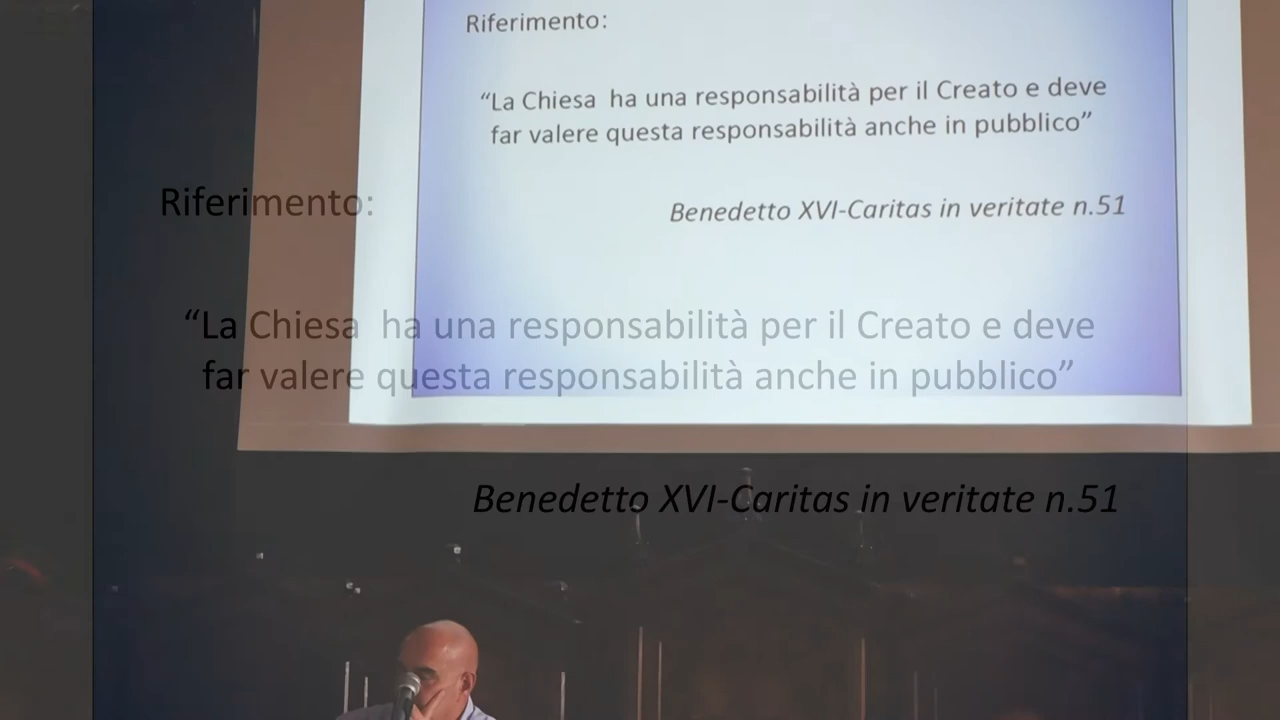 Riferimento:
“La Chiesa  ha una responsabilità per il Creato e deve
far valere questa responsabilità anche in pubblico”
Benedetto XVI-Caritas in veritate n.51
Riferimento:
“La Chiesa  ha una responsabilità per il Creato e deve
far valere questa responsabilità anche in pubblico”
Benedetto XVI-Caritas in veritate n.51